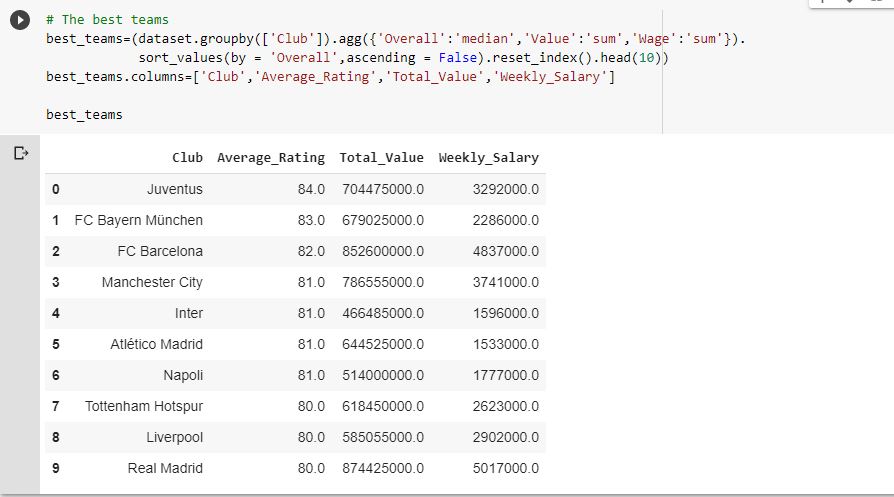 # The best teams
best_teams=(dataset.groupby(['Club']).agg({'Overall':'median','Value':'sum','Wage':'sum'}).
sort_values(by = 'Overall',ascending = False).reset_index().head(10))
best_teams.columns=['Club','Average_Rating','Total_Value','Weekly_Salary']
best_teams
Club Average_Rating Total_Value Weekly_Salary
0 Juventus 84.0 704475000.0 3292000.0
1 FC Bayern München 83.0 679025000.0 2286000.0
2 FC Barcelona 82.0 852600000.0 4837000.0
3 Manchester City 81.0 786555000.0 3741000.0
4 Inter 81.0 466485000.0 1596000.0
5 Atlético Madrid 81.0 644525000.0 1533000.0
6 Napoli 81.0 514000000.0 1777000.0
7 Tottenham Hotspur 80.0 618450000.0 2623000.0
8 Liverpool 80.0 585055000.0 2902000.0
9 Real Madrid 80.0 874425000.0 5017000.0